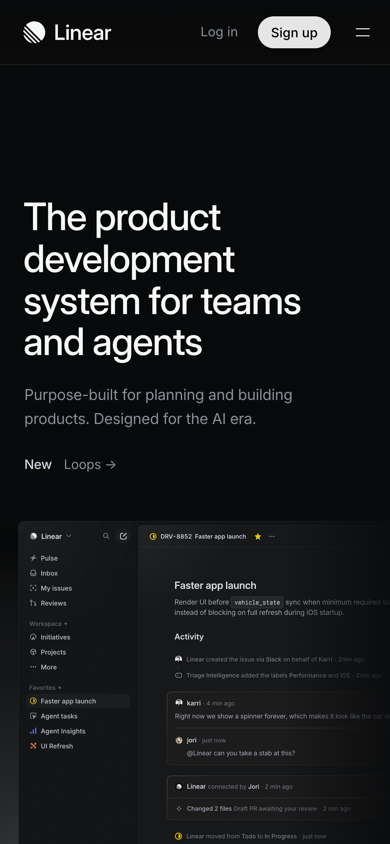 Linear
Log in
Sign up
The product
development
system for teams
and agents
Purpose-built for planning and building
products. Designed for the AI era.
New Loops →
Linear
Pulse
Inbox
My issues
Reviews
Workspace
Initiatives
Projects
More
Favorites
Faster app launch
Agent tasks
Agent Insights
UI Refresh
DRV-8852 Faster app launch
Faster app launch
Render UI before vehicle_state sync when minimum required
instead of blocking on full refresh during iOS startup.
Activity
Linear created the issue via Slack on behalf of Karri · 2min ago
Triage Intelligence added the labels Performance and iOS · 2min
karri · 4 min ago
Right now we show a spinner forever, which makes it look like the car
jori · just now
@Linear can you take a stab at this?
Linear connected by Jori · 2 min ago
Changed 2 files Draft PR awaiting your review · 2 min ago
Linear moved from Todo to In Progress · just now